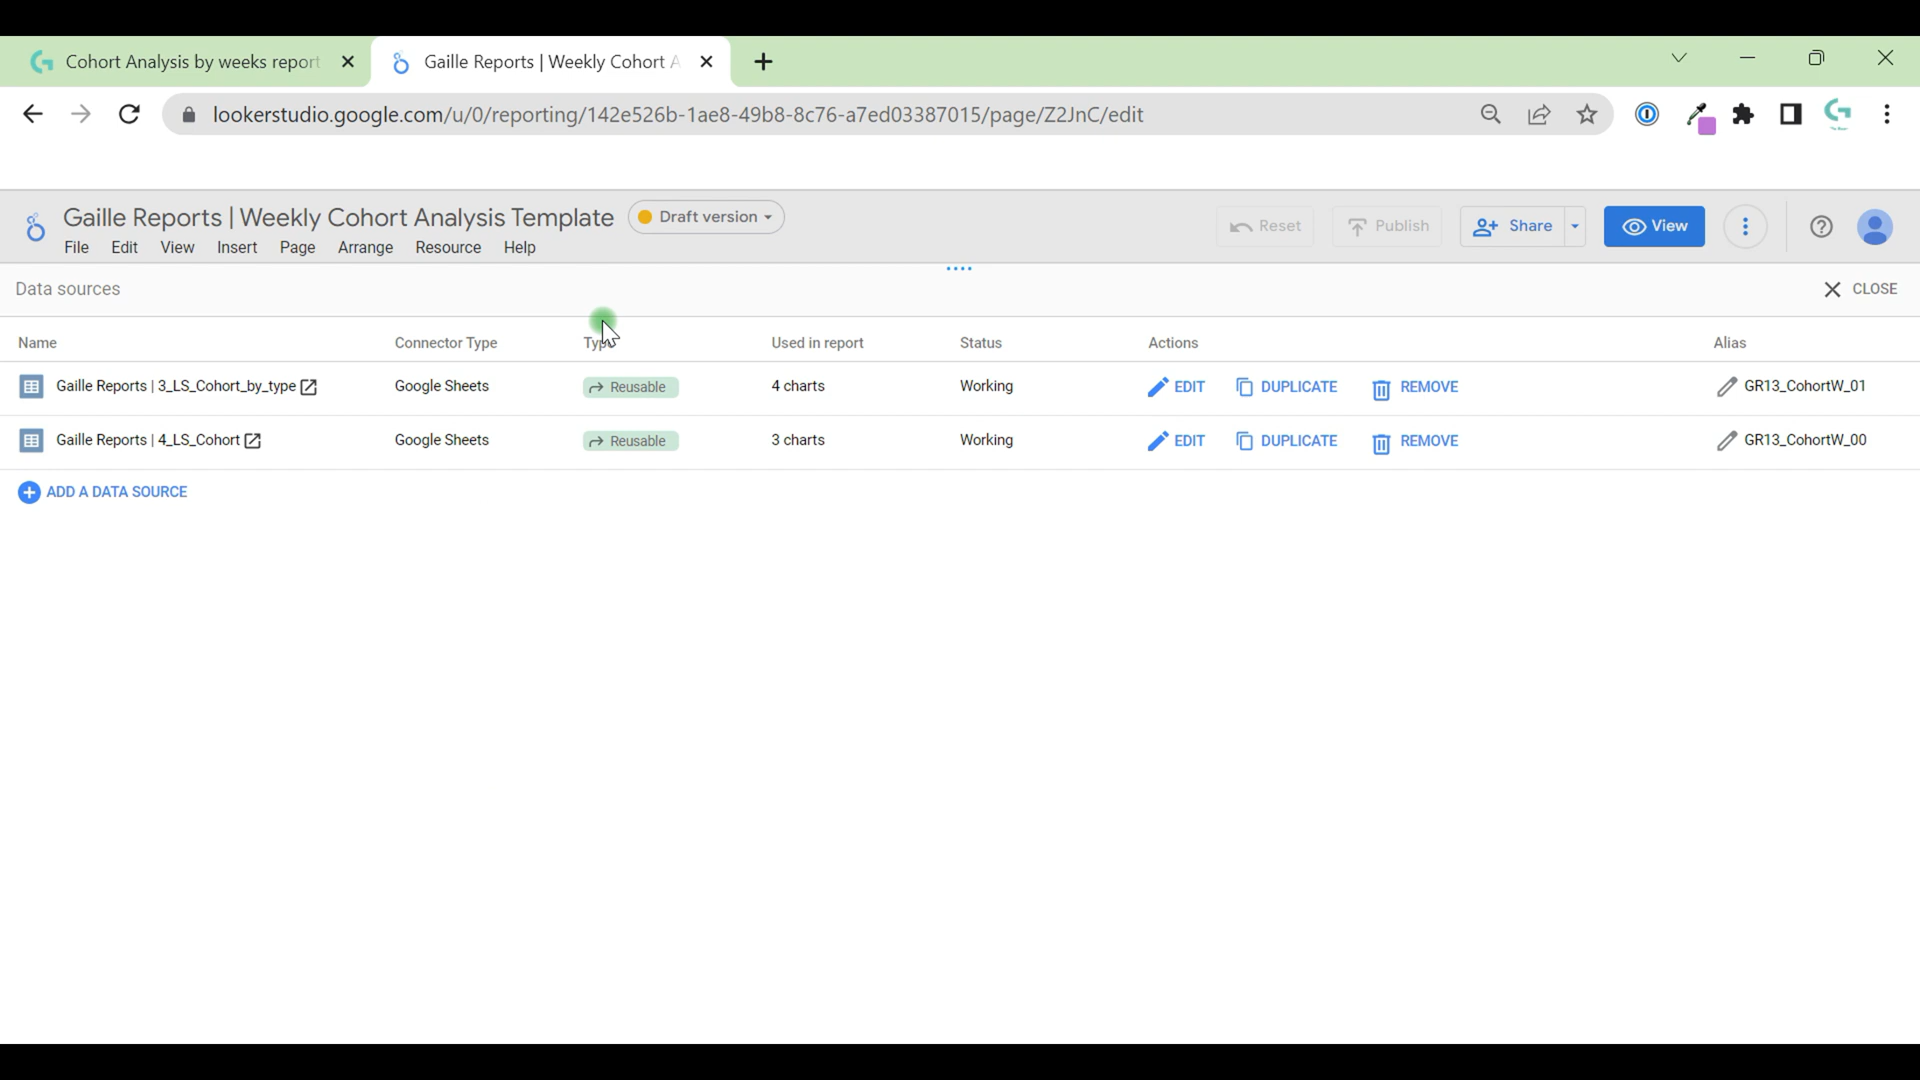 Cohort Analysis by weeks report
Gaille Reports | Weekly Cohort A
lookerstudio.google.com/u/0/reporting/142e526b-1ae8-49b8-8c76-a7ed03387015/page/Z2JnC/edit
Gaille Reports | Weekly Cohort Analysis Template Draft version
Reset Publish Share View
File Edit View Insert Page Arrange Resource Help
Data sources CLOSE
Name Connector Type Type Used in report Status Actions Alias
Gaille Reports | 3_LS_Cohort_by_type Google Sheets Reusable 4 charts Working EDIT DUPLICATE REMOVE GR13_CohortW_01
Gaille Reports | 4_LS_Cohort Google Sheets Reusable 3 charts Working EDIT DUPLICATE REMOVE GR13_CohortW_00
ADD A DATA SOURCE